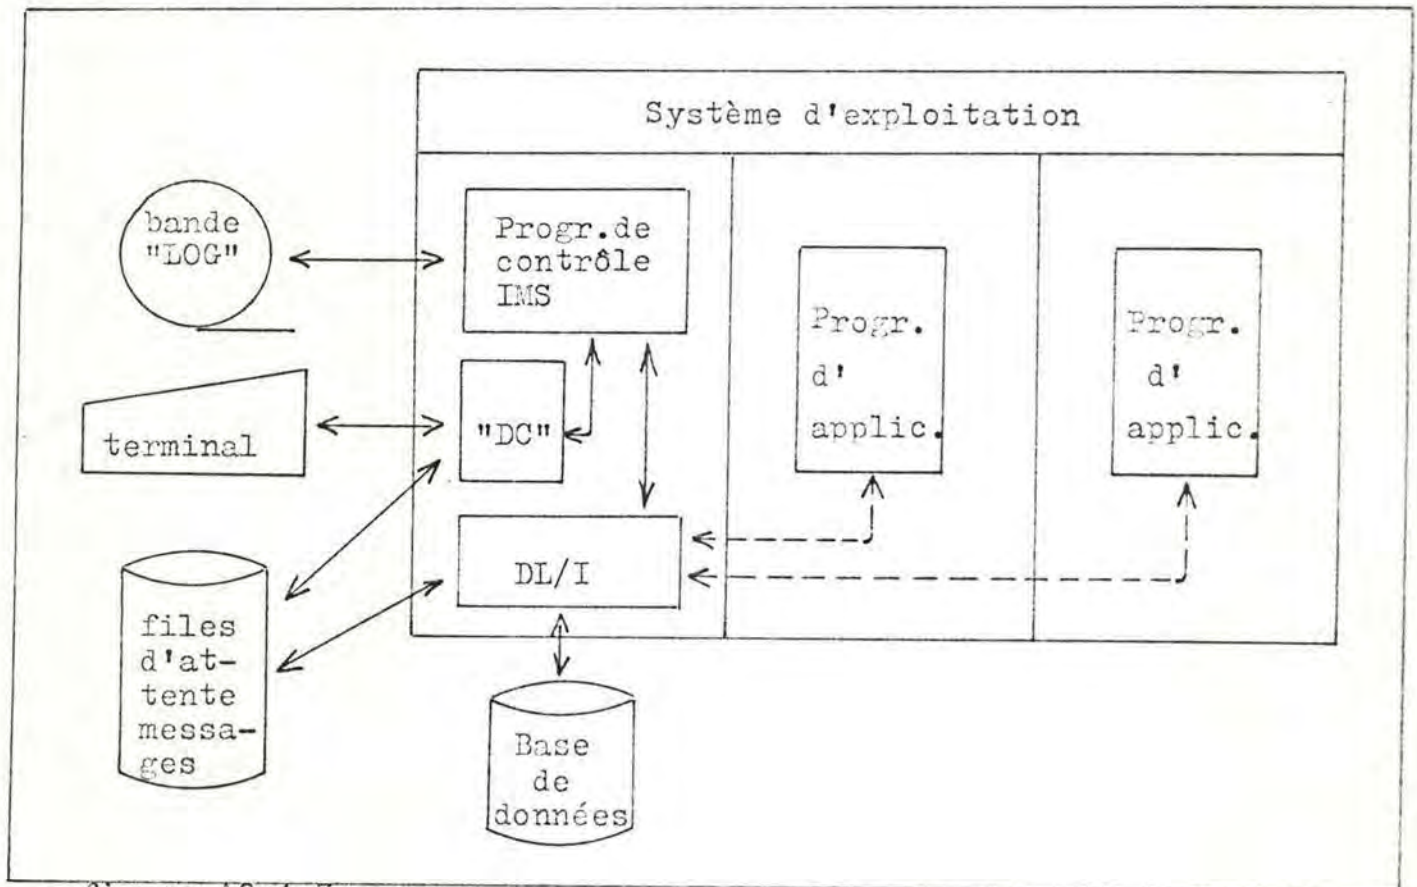 Système d'exploitation
bande
"LOG"
Progr.de
contrôle
IMS
Progr.
d'
applic.
Progr.
d'
applic.
terminal
"DC"
DL/I
files
d'at-
tente
messa-
ges
Base
de
données